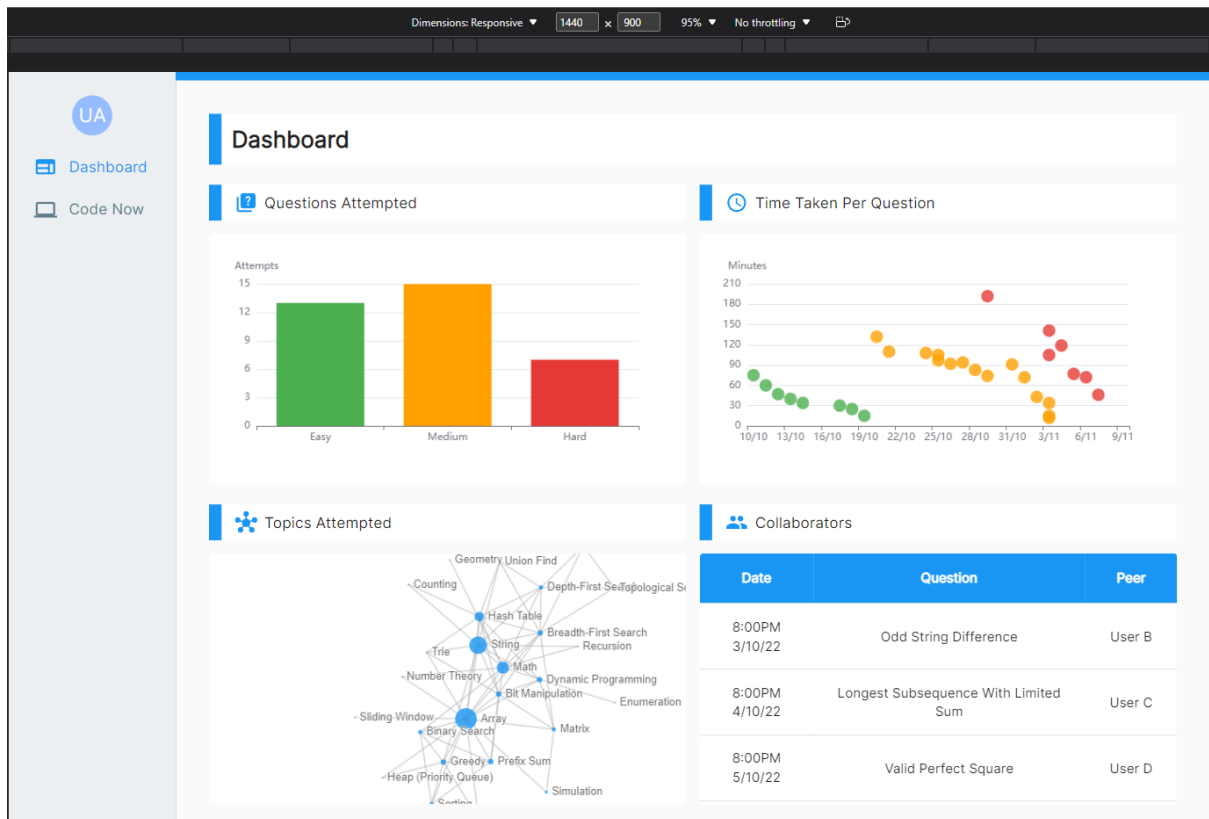 Dimensions: Responsive ▼ 1440 x 900 95% ▼ No throttling ▼
UA
Dashboard
Code Now
Dashboard
Questions Attempted
Attempts
15
12
9
6
3
0
Easy Medium Hard
Time Taken Per Question
Minutes
210
180
150
120
90
60
30
0
10/10 13/10 16/10 19/10 22/10 25/10 28/10 31/10 3/11 6/11 9/11
Topics Attempted
Geometry Union Find
Counting
Depth-First Search
Hash Table
Breadth-First Search
String
Recursion
Trie
Math
Number Theory
Dynamic Programming
Bit Manipulation
Enumeration
Sliding Window
Array
Binary Search
Matrix
Greedy Prefix Sum
Heap (Priority Queue)
Simulation
Sorting
Collaborators
Date Question Peer
8:00PM
3/10/22
Odd String Difference
User B
8:00PM
4/10/22
Longest Subsequence With Limited
Sum
User C
8:00PM
5/10/22
Valid Perfect Square
User D